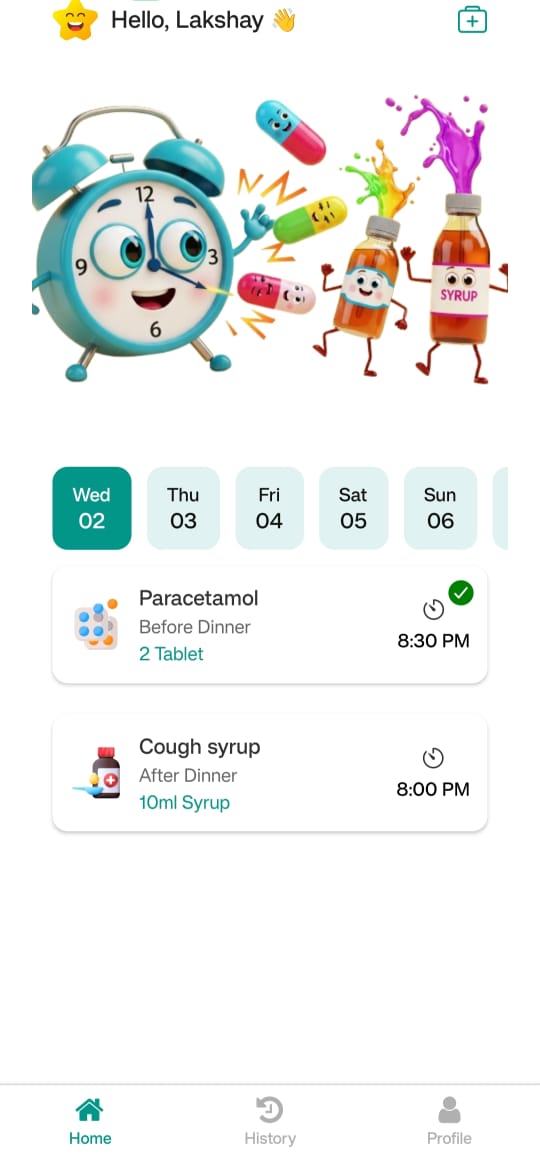 Hello, Lakshay 👋
12
3
9
6
SYRUP
Wed
02
Thu
03
Fri
04
Sat
05
Sun
06
Paracetamol
Before Dinner
2 Tablet
8:30 PM
Cough syrup
After Dinner
10ml Syrup
8:00 PM
Home
History
Profile